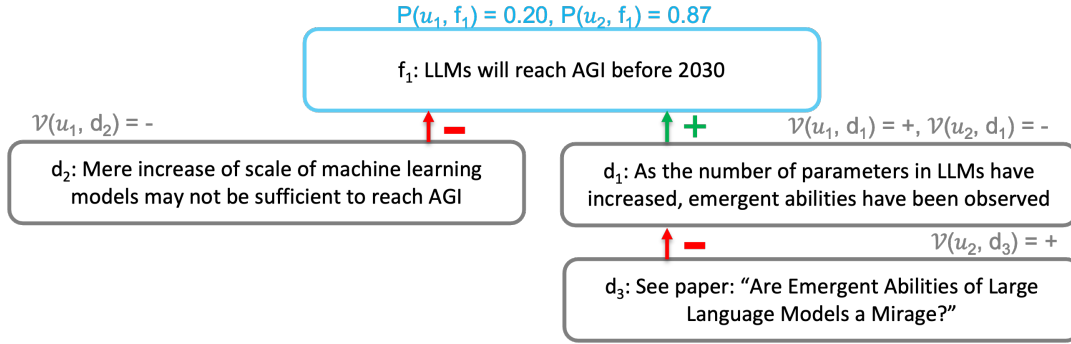 P(u₁, f₁) = 0.20, P(u₂, f₁) = 0.87
f₁: LLMs will reach AGI before 2030
−
+
𝒱(u₁, d₂) = -
𝒱(u₁, d₁) = +, 𝒱(u₂, d₁) = -
d₂: Mere increase of scale of machine learning
models may not be sufficient to reach AGI
d₁: As the number of parameters in LLMs have
increased, emergent abilities have been observed
−
𝒱(u₂, d₃) = +
d₃: See paper: “Are Emergent Abilities of Large
Language Models a Mirage?”